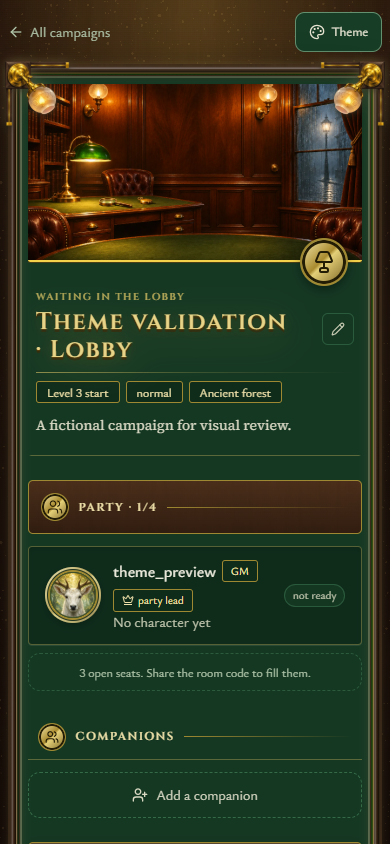 All campaigns
Theme
WAITING IN THE LOBBY
THEME VALIDATION
· LOBBY
Level 3 start
normal
Ancient forest
A fictional campaign for visual review.
PARTY · 1/4
theme_preview
GM
party lead
not ready
No character yet
3 open seats. Share the room code to fill them.
COMPANIONS
Add a companion